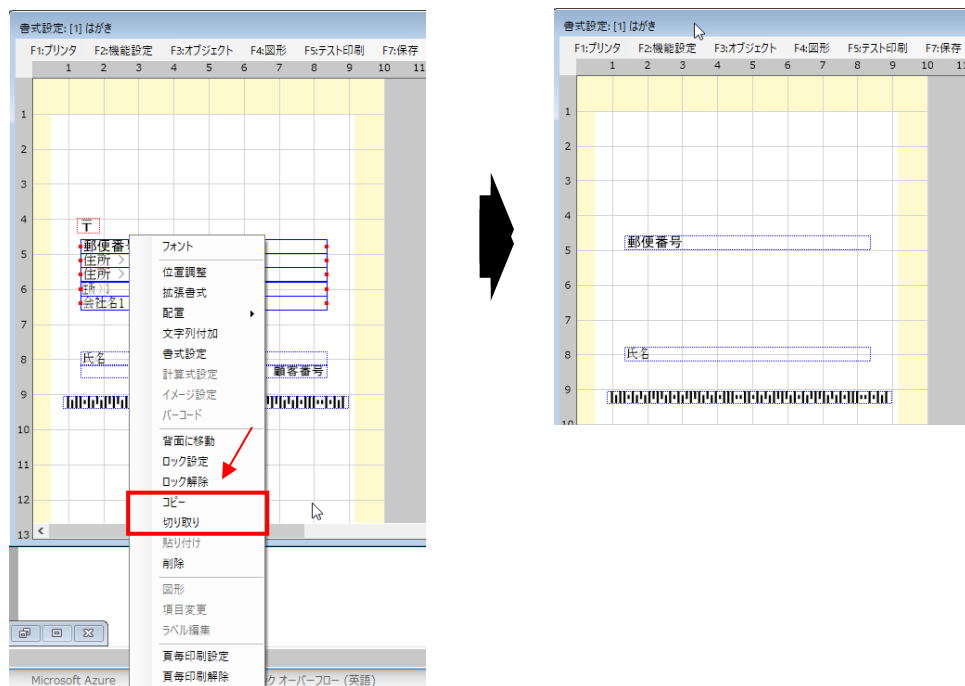 書式設定: [1] はがき
F1:プリンタ F2:機能設定 F3:オブジェクト F4:図形 F5:テスト印刷 F7:保存
1 2 3 4 5 6 7 8 9 10 11
1
2
3
4
5
6
7
8
9
10
11
12
13
〒
郵便番
住所
住所
住所
会社名1
氏名
顧客番号
フォント
位置調整
拡張書式
配置
文字列付加
書式設定
計算式設定
イメージ設定
バーコード
背面に移動
ロック設定
ロック解除
コピー
切り取り
貼り付け
削除
図形
項目変更
ラベル編集
頁毎印刷設定
頁毎印刷解除
Microsoft Azure
オーバーフロー (英語)
書式設定: [1] はがき
F1:プリンタ F2:機能設定 F3:オブジェクト F4:図形 F5:テスト印刷 F7:保存
1 2 3 4 5 6 7 8 9 10
1
2
3
4
5
6
7
8
9
10
郵便番号
氏名